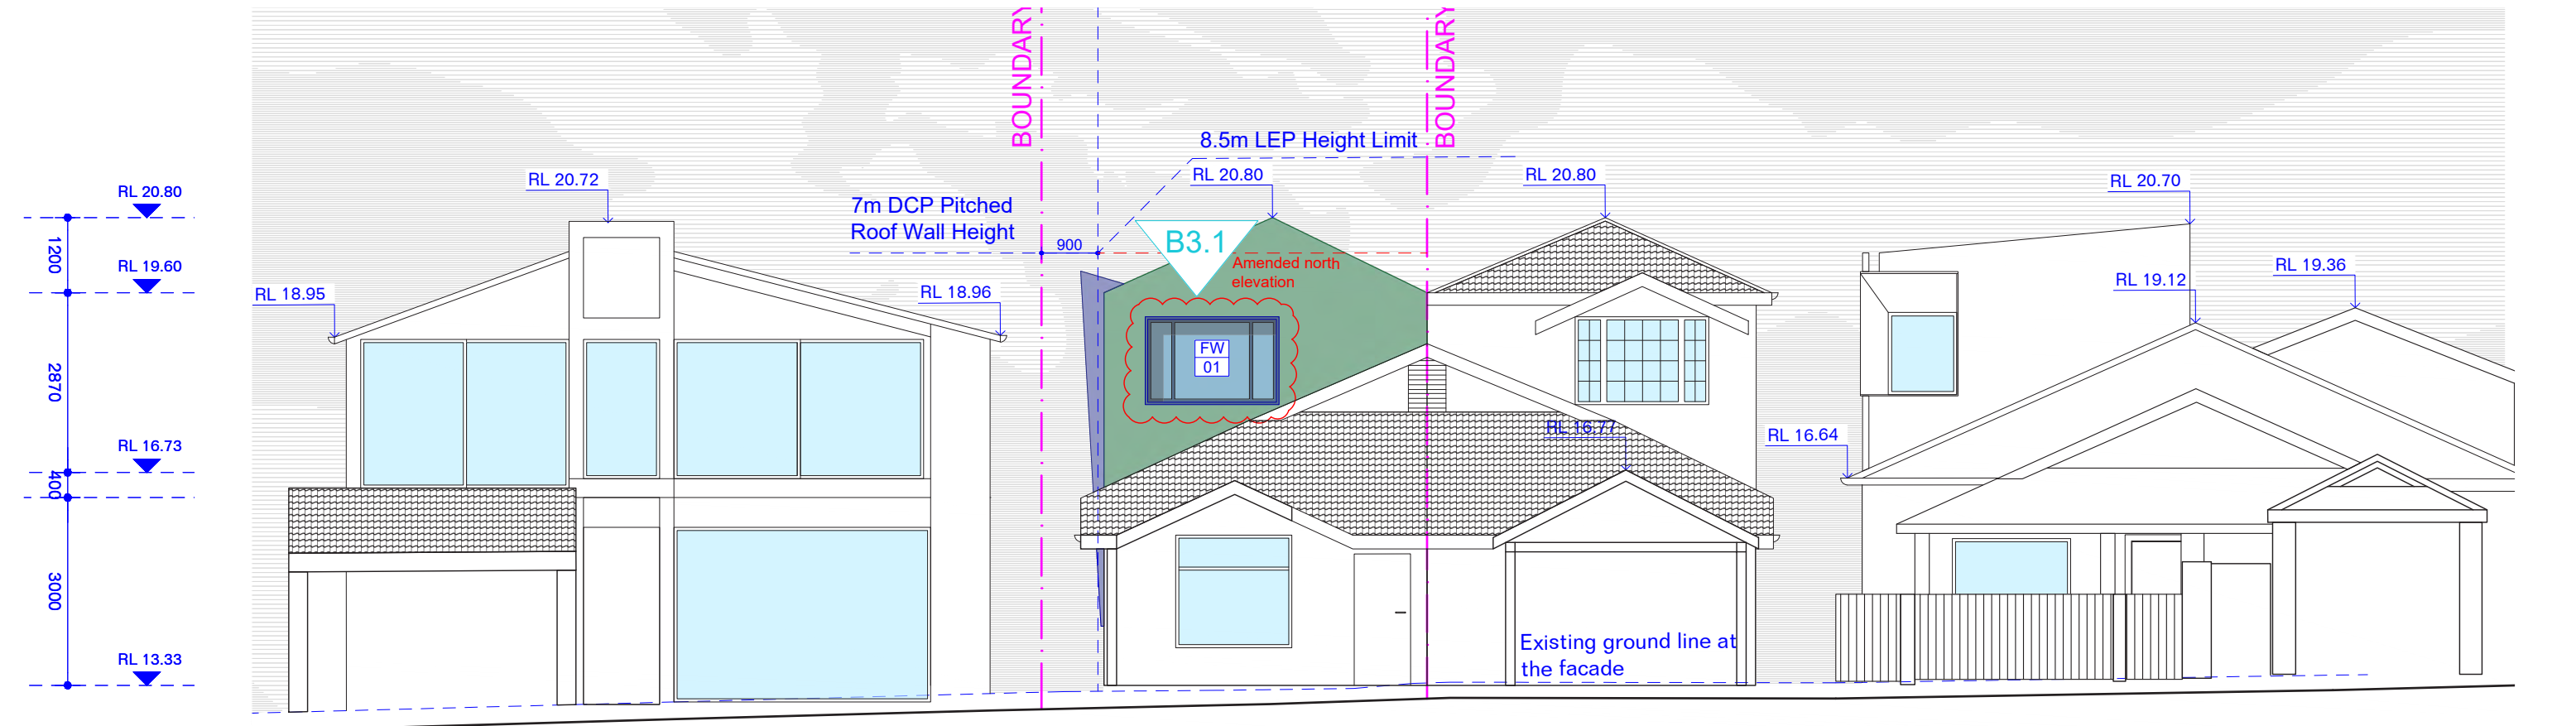 BOUNDARY
BOUNDARY
8.5m LEP Height Limit
RL 20.80
RL 20.72
RL 20.80
RL 20.80
RL 20.70
7m DCP Pitched
Roof Wall Height
900
B3.1
1200
RL 19.60
Amended north
elevation
RL 18.95
RL 18.96
RL 19.12
RL 19.36
FW
01
2870
RL 16.73
RL 16.77
RL 16.64
400
3000
Existing ground line at
the facade
RL 13.33